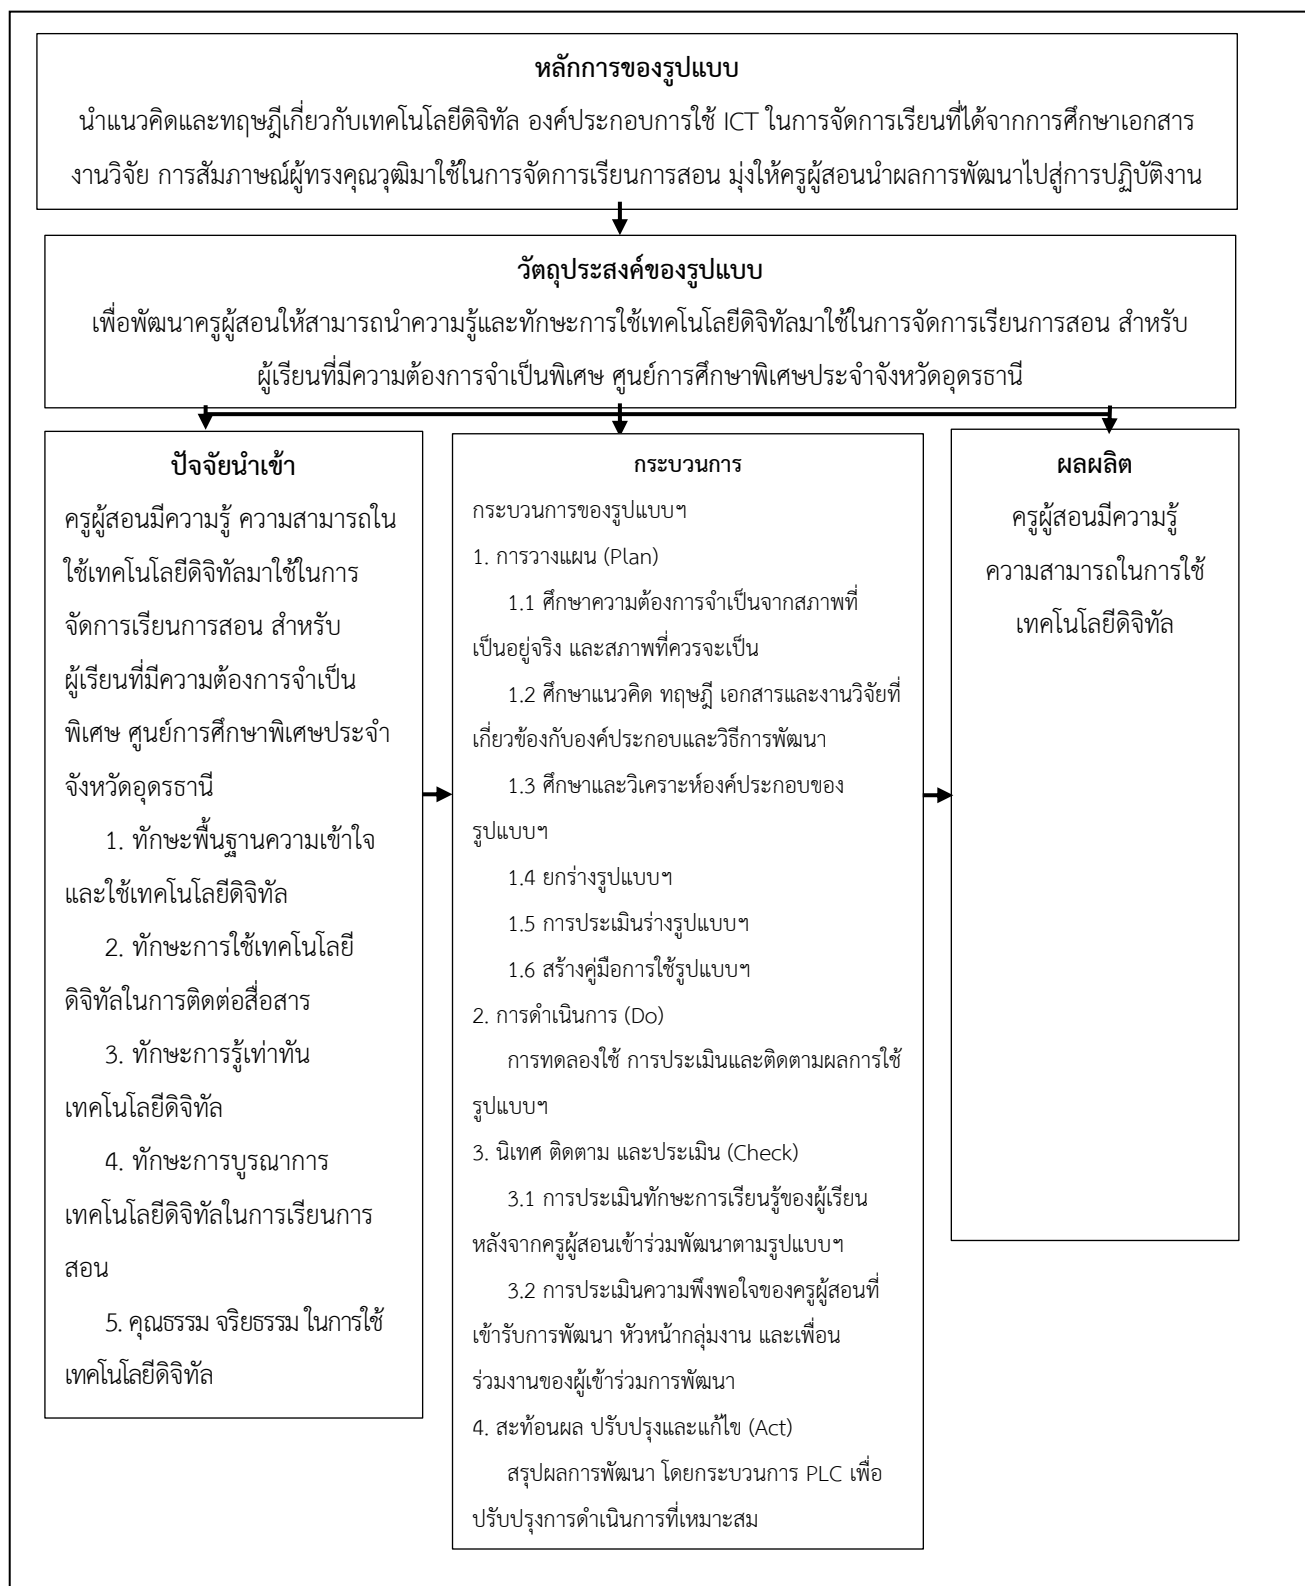 หลักการของรูปแบบ
นำแนวคิดและทฤษฎีเกี่ยวกับเทคโนโลยีดิจิทัล องค์ประกอบการใช้ ICT ในการจัดการเรียนที่ได้จากการศึกษาเอกสาร
งานวิจัย การสัมภาษณ์ผู้ทรงคุณวุฒิมาใช้ในการจัดการเรียนการสอน มุ่งให้ครูผู้สอนนำผลการพัฒนาไปสู่การปฏิบัติงาน
วัตถุประสงค์ของรูปแบบ
เพื่อพัฒนาครูผู้สอนให้สามารถนำความรู้และทักษะการใช้เทคโนโลยีดิจิทัลมาใช้ในการจัดการเรียนการสอน สำหรับ
ผู้เรียนที่มีความต้องการจำเป็นพิเศษ ศูนย์การศึกษาพิเศษประจำจังหวัดอุดรธานี
ปัจจัยนำเข้า
ครูผู้สอนมีความรู้ ความสามารถใน
ใช้เทคโนโลยีดิจิทัลมาใช้ในการ
จัดการเรียนการสอน สำหรับ
ผู้เรียนที่มีความต้องการจำเป็น
พิเศษ ศูนย์การศึกษาพิเศษประจำ
จังหวัดอุดรธานี
1. ทักษะพื้นฐานความเข้าใจ
และใช้เทคโนโลยีดิจิทัล
2. ทักษะการใช้เทคโนโลยี
ดิจิทัลในการติดต่อสื่อสาร
3. ทักษะการรู้เท่าทัน
เทคโนโลยีดิจิทัล
4. ทักษะการบูรณาการ
เทคโนโลยีดิจิทัลในการเรียนการ
สอน
5. คุณธรรม จริยธรรม ในการใช้
เทคโนโลยีดิจิทัล
กระบวนการ
กระบวนการของรูปแบบฯ
1. การวางแผน (Plan)
1.1 ศึกษาความต้องการจำเป็นจากสภาพที่
เป็นอยู่จริง และสภาพที่ควรจะเป็น
1.2 ศึกษาแนวคิด ทฤษฎี เอกสารและงานวิจัยที่
เกี่ยวข้องกับองค์ประกอบและวิธีการพัฒนา
1.3 ศึกษาและวิเคราะห์องค์ประกอบของ
รูปแบบฯ
1.4 ยกร่างรูปแบบฯ
1.5 การประเมินร่างรูปแบบฯ
1.6 สร้างคู่มือการใช้รูปแบบฯ
2. การดำเนินการ (Do)
การทดลองใช้ การประเมินและติดตามผลการใช้
รูปแบบฯ
3. นิเทศ ติดตาม และประเมิน (Check)
3.1 การประเมินทักษะการเรียนรู้ของผู้เรียน
หลังจากครูผู้สอนเข้าร่วมพัฒนาตามรูปแบบฯ
3.2 การประเมินความพึงพอใจของครูผู้สอนที่
เข้ารับการพัฒนา หัวหน้ากลุ่มงาน และเพื่อน
ร่วมงานของผู้เข้าร่วมการพัฒนา
4. สะท้อนผล ปรับปรุงและแก้ไข (Act)
สรุปผลการพัฒนา โดยกระบวนการ PLC เพื่อ
ปรับปรุงการดำเนินการที่เหมาะสม
ผลผลิต
ครูผู้สอนมีความรู้
ความสามารถในการใช้
เทคโนโลยีดิจิทัล